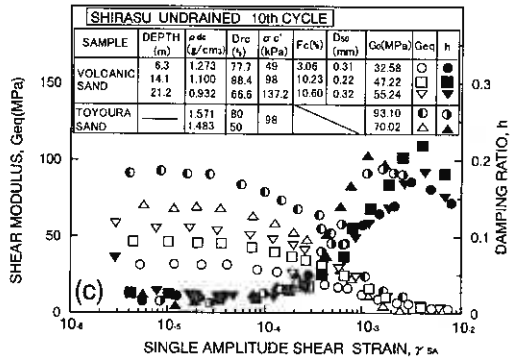 SHIRASU UNDRAINED 10th CYCLE
SAMPLE DEPTH (m) ρdc (g/cm3) Drc (%) σc' (kPa) Fc(%) D50 (mm) Go(MPa) Geq h
VOLCANIC SAND
6.3 1.273 77.7 49 3.06 0.31 32.58
14.1 1.100 88.4 98 10.23 0.22 47.22
21.2 0.932 66.6 137.2 10.60 0.32 55.24
TOYOURA SAND
1.571 80 98 93.10
1.483 50 70.02
SHEAR MODULUS, Geq(MPa)
150
100
50
0
DAMPING RATIO, h
0.3
0.2
0.1
0
(c)
10-6 10-5 10-4 10-3 10-2
SINGLE AMPLITUDE SHEAR STRAIN, γSA